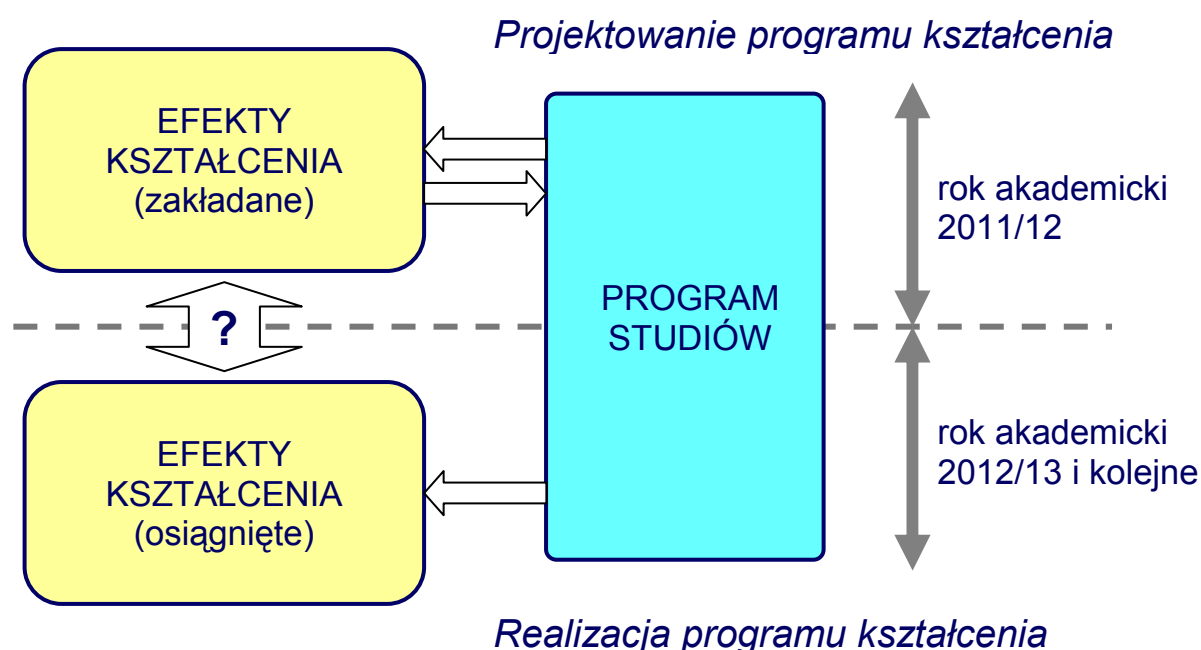 Projektowanie programu kształcenia
EFEKTY
KSZTAŁCENIA
(zakładane)
rok akademicki
2011/12
PROGRAM
STUDIÓW
?
EFEKTY
KSZTAŁCENIA
(osiągnięte)
rok akademicki
2012/13 i kolejne
Realizacja programu kształcenia